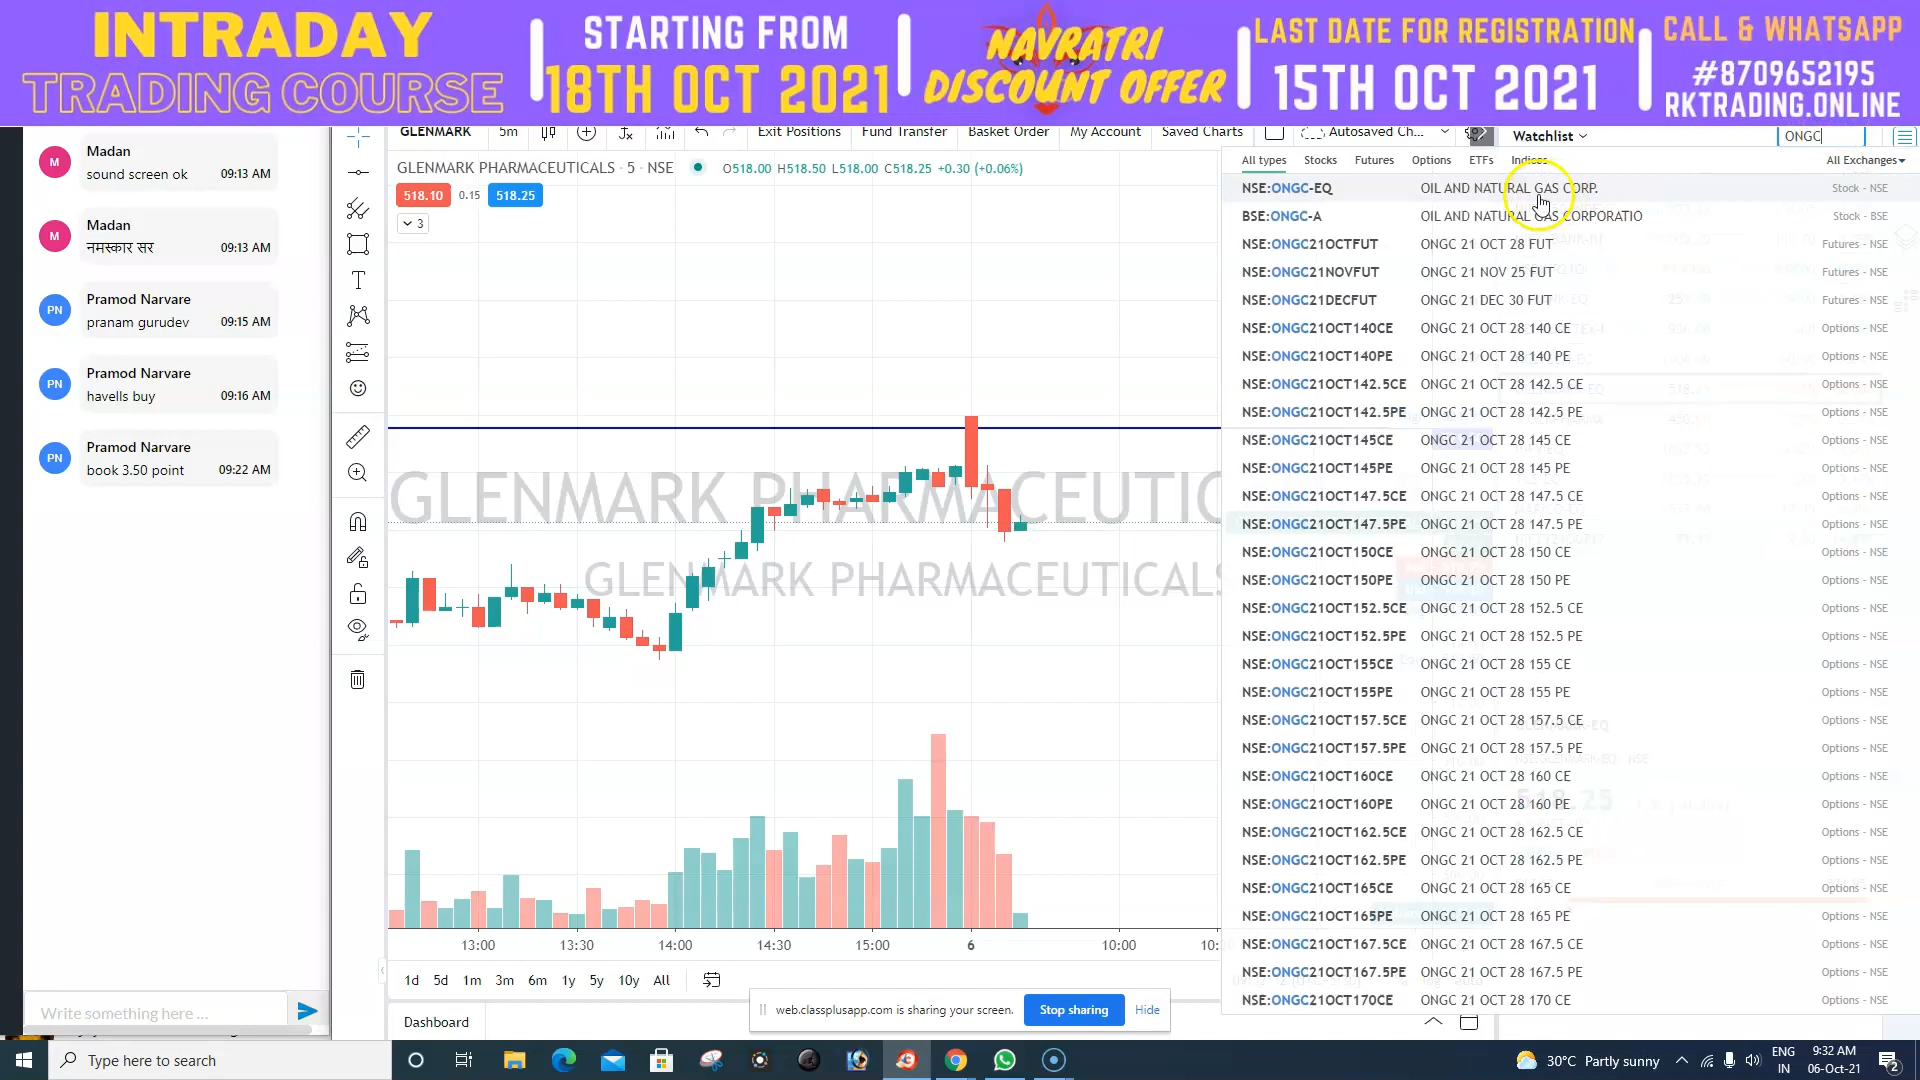 INTRADAY
TRADING COURSE
STARTING FROM
18TH OCT 2021
NAVRATRI
DISCOUNT OFFER
LAST DATE FOR REGISTRATION
15TH OCT 2021
CALL & WHATSAPP
#8709652195
RKTRADING.ONLINE
M
Madan
sound screen ok 09:13 AM
M
Madan
नमस्कार सर 09:13 AM
PN
Pramod Narvare
pranam gurudev 09:15 AM
PN
Pramod Narvare
havells buy 09:16 AM
PN
Pramod Narvare
book 3.50 point 09:22 AM
Write something here ...
GLENMARK 5m Exit Positions Fund Transfer Basket Order My Account Saved Charts Autosaved Ch...
GLENMARK PHARMACEUTICALS · 5 · NSE O518.00 H518.50 L518.00 C518.25 +0.30 (+0.06%)
518.10 0.15 518.25
3
GLENMARK PHARMACEUTICALS
13:00 13:30 14:00 14:30 15:00 6 10:00
1d 5d 1m 3m 6m 1y 5y 10y All
Dashboard
web.classplusapp.com is sharing your screen. Stop sharing Hide
Watchlist ONGC
All types Stocks Futures Options ETFs Indices All Exchanges
NSE:ONGC-EQ OIL AND NATURAL GAS CORP. Stock - NSE
BSE:ONGC-A OIL AND NATURAL GAS CORPORATIO Stock - BSE
NSE:ONGC21OCTFUT ONGC 21 OCT 28 FUT Futures - NSE
NSE:ONGC21NOVFUT ONGC 21 NOV 25 FUT Futures - NSE
NSE:ONGC21DECFUT ONGC 21 DEC 30 FUT Futures - NSE
NSE:ONGC21OCT140CE ONGC 21 OCT 28 140 CE Options - NSE
NSE:ONGC21OCT140PE ONGC 21 OCT 28 140 PE Options - NSE
NSE:ONGC21OCT142.5CE ONGC 21 OCT 28 142.5 CE Options - NSE
NSE:ONGC21OCT142.5PE ONGC 21 OCT 28 142.5 PE Options - NSE
NSE:ONGC21OCT145CE ONGC 21 OCT 28 145 CE Options - NSE
NSE:ONGC21OCT145PE ONGC 21 OCT 28 145 PE Options - NSE
NSE:ONGC21OCT147.5CE ONGC 21 OCT 28 147.5 CE Options - NSE
NSE:ONGC21OCT147.5PE ONGC 21 OCT 28 147.5 PE Options - NSE
NSE:ONGC21OCT150CE ONGC 21 OCT 28 150 CE Options - NSE
NSE:ONGC21OCT150PE ONGC 21 OCT 28 150 PE Options - NSE
NSE:ONGC21OCT152.5CE ONGC 21 OCT 28 152.5 CE Options - NSE
NSE:ONGC21OCT152.5PE ONGC 21 OCT 28 152.5 PE Options - NSE
NSE:ONGC21OCT155CE ONGC 21 OCT 28 155 CE Options - NSE
NSE:ONGC21OCT155PE ONGC 21 OCT 28 155 PE Options - NSE
NSE:ONGC21OCT157.5CE ONGC 21 OCT 28 157.5 CE Options - NSE
NSE:ONGC21OCT157.5PE ONGC 21 OCT 28 157.5 PE Options - NSE
NSE:ONGC21OCT160CE ONGC 21 OCT 28 160 CE Options - NSE
NSE:ONGC21OCT160PE ONGC 21 OCT 28 160 PE Options - NSE
NSE:ONGC21OCT162.5CE ONGC 21 OCT 28 162.5 CE Options - NSE
NSE:ONGC21OCT162.5PE ONGC 21 OCT 28 162.5 PE Options - NSE
NSE:ONGC21OCT165CE ONGC 21 OCT 28 165 CE Options - NSE
NSE:ONGC21OCT165PE ONGC 21 OCT 28 165 PE Options - NSE
NSE:ONGC21OCT167.5CE ONGC 21 OCT 28 167.5 CE Options - NSE
NSE:ONGC21OCT167.5PE ONGC 21 OCT 28 167.5 PE Options - NSE
NSE:ONGC21OCT170CE ONGC 21 OCT 28 170 CE Options - NSE
Type here to search
30°C Partly sunny
ENG
IN
9:32 AM
06-Oct-21
2